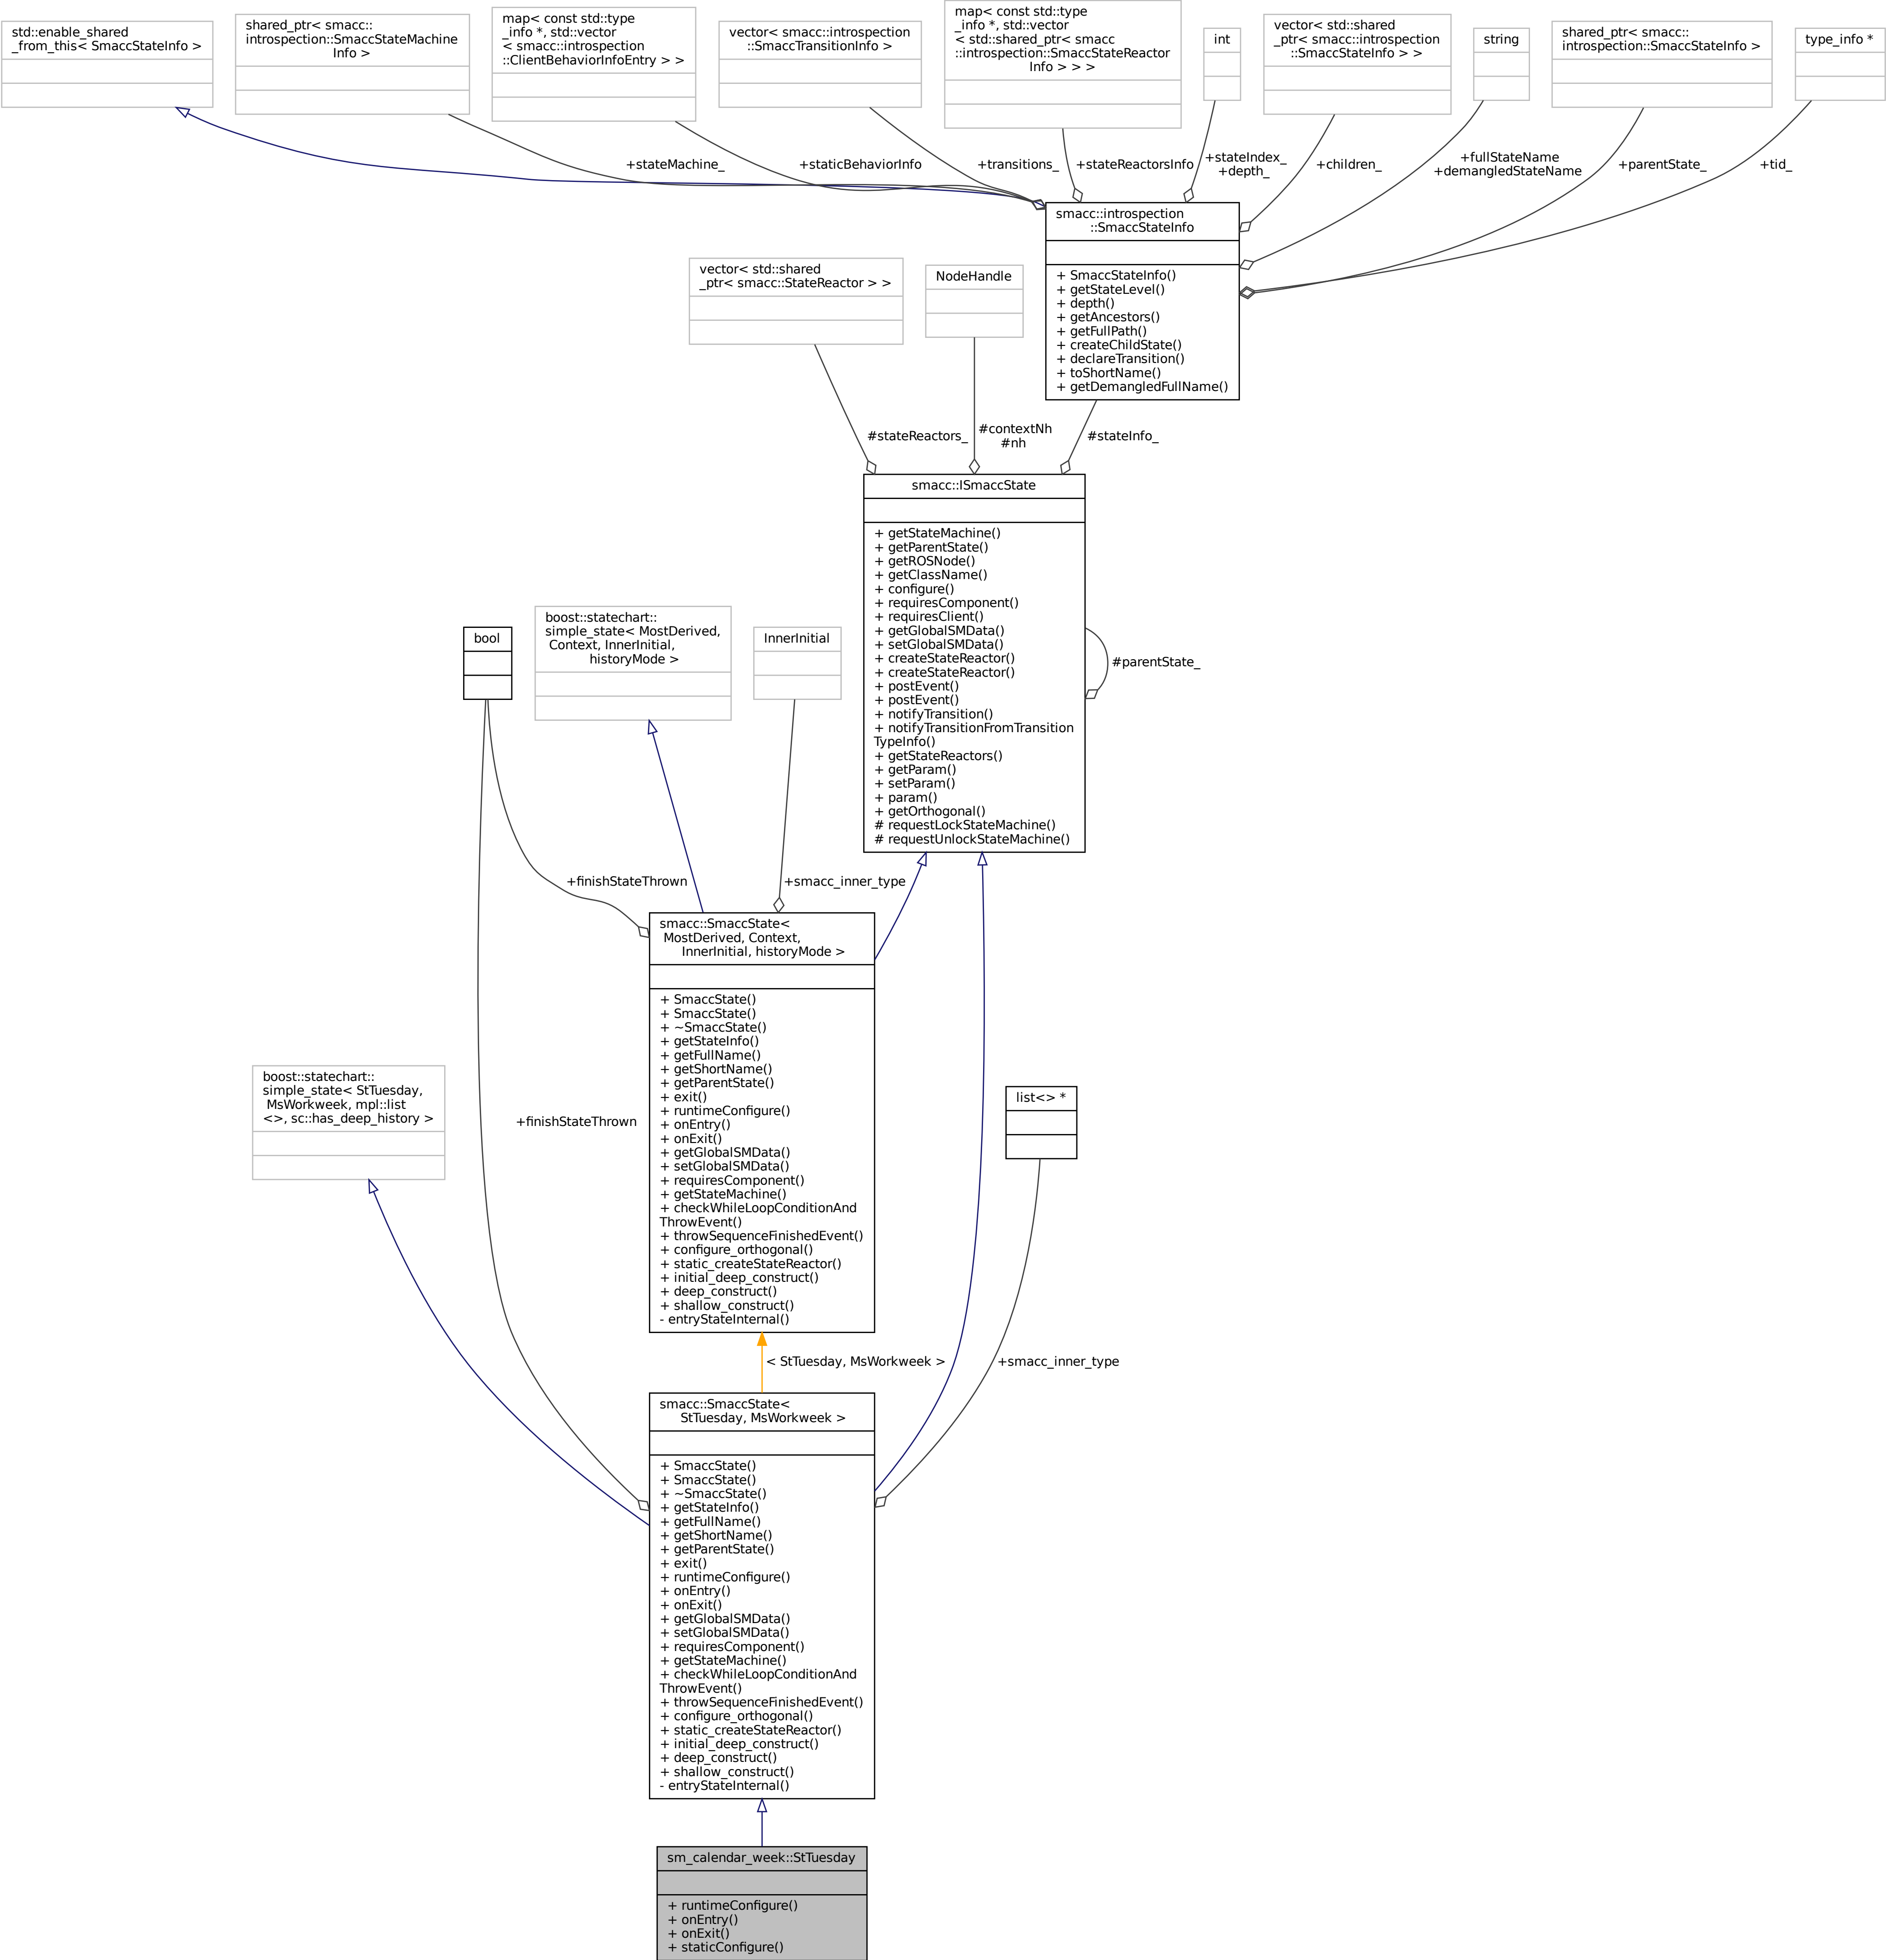 std::enable_shared
_from_this< SmaccStateInfo >
shared_ptr< smacc::
introspection::SmaccStateMachine
Info >
map< const std::type
_info *, std::vector
< smacc::introspection
::ClientBehaviorInfoEntry > >
vector< smacc::introspection
::SmaccTransitionInfo >
map< const std::type
_info *, std::vector
< std::shared_ptr< smacc
::introspection::SmaccStateReactor
Info > > >
int
vector< std::shared
_ptr< smacc::introspection
::SmaccStateInfo > >
string
shared_ptr< smacc::
introspection::SmaccStateInfo >
type_info *
+stateMachine_
+staticBehaviorInfo
+transitions_
+stateReactorsInfo
+stateIndex_
+depth_
+children_
+fullStateName
+demangledStateName
+parentState_
+tid_
smacc::introspection
::SmaccStateInfo
+ SmaccStateInfo()
+ getStateLevel()
+ depth()
+ getAncestors()
+ getFullPath()
+ createChildState()
+ declareTransition()
+ toShortName()
+ getDemangledFullName()
vector< std::shared
_ptr< smacc::StateReactor > >
NodeHandle
#stateReactors_
#contextNh
#nh
#stateInfo_
smacc::ISmaccState
+ getStateMachine()
+ getParentState()
+ getROSNode()
+ getClassName()
+ configure()
+ requiresComponent()
+ requiresClient()
+ getGlobalSMData()
+ setGlobalSMData()
+ createStateReactor()
+ createStateReactor()
+ postEvent()
+ postEvent()
+ notifyTransition()
+ notifyTransitionFromTransition
TypeInfo()
+ getStateReactors()
+ getParam()
+ setParam()
+ param()
+ getOrthogonal()
# requestLockStateMachine()
# requestUnlockStateMachine()
#parentState_
bool
boost::statechart::
simple_state< MostDerived,
Context, InnerInitial,
historyMode >
InnerInitial
+finishStateThrown
+smacc_inner_type
smacc::SmaccState<
MostDerived, Context,
InnerInitial, historyMode >
+ SmaccState()
+ SmaccState()
+ ~SmaccState()
+ getStateInfo()
+ getFullName()
+ getShortName()
+ getParentState()
+ exit()
+ runtimeConfigure()
+ onEntry()
+ onExit()
+ getGlobalSMData()
+ setGlobalSMData()
+ requiresComponent()
+ getStateMachine()
+ checkWhileLoopConditionAnd
ThrowEvent()
+ throwSequenceFinishedEvent()
+ configure_orthogonal()
+ static_createStateReactor()
+ initial_deep_construct()
+ deep_construct()
+ shallow_construct()
- entryStateInternal()
boost::statechart::
simple_state< StTuesday,
MsWorkweek, mpl::list
<>, sc::has_deep_history >
+finishStateThrown
list<> *
< StTuesday, MsWorkweek >
+smacc_inner_type
smacc::SmaccState<
StTuesday, MsWorkweek >
+ SmaccState()
+ SmaccState()
+ ~SmaccState()
+ getStateInfo()
+ getFullName()
+ getShortName()
+ getParentState()
+ exit()
+ runtimeConfigure()
+ onEntry()
+ onExit()
+ getGlobalSMData()
+ setGlobalSMData()
+ requiresComponent()
+ getStateMachine()
+ checkWhileLoopConditionAnd
ThrowEvent()
+ throwSequenceFinishedEvent()
+ configure_orthogonal()
+ static_createStateReactor()
+ initial_deep_construct()
+ deep_construct()
+ shallow_construct()
- entryStateInternal()
sm_calendar_week::StTuesday
+ runtimeConfigure()
+ onEntry()
+ onExit()
+ staticConfigure()